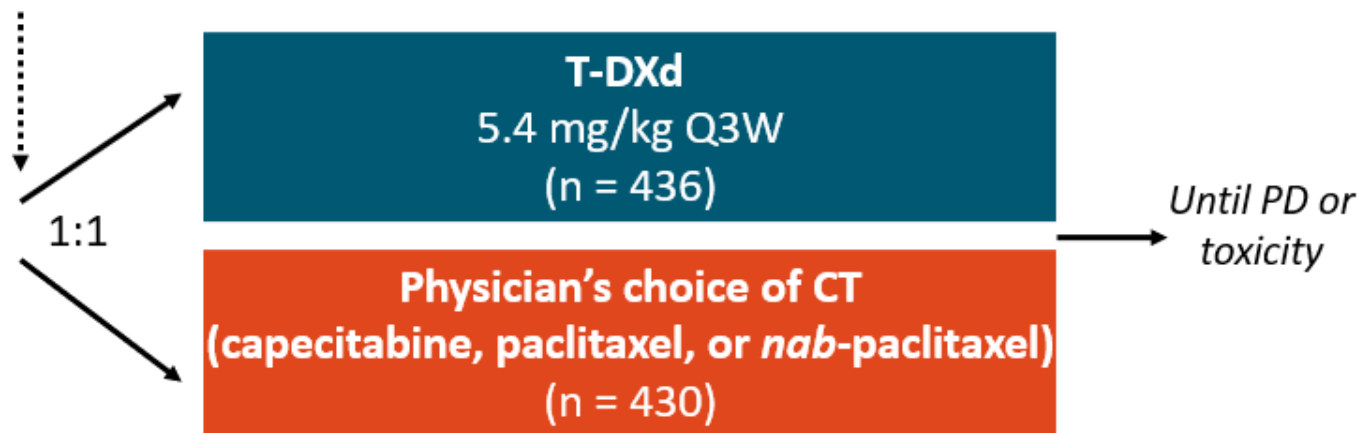 T-DXd
5.4 mg/kg Q3W
(n = 436)
1:1
Until PD or
toxicity
Physician’s choice of CT
(capecitabine, paclitaxel, or nab-paclitaxel)
(n = 430)